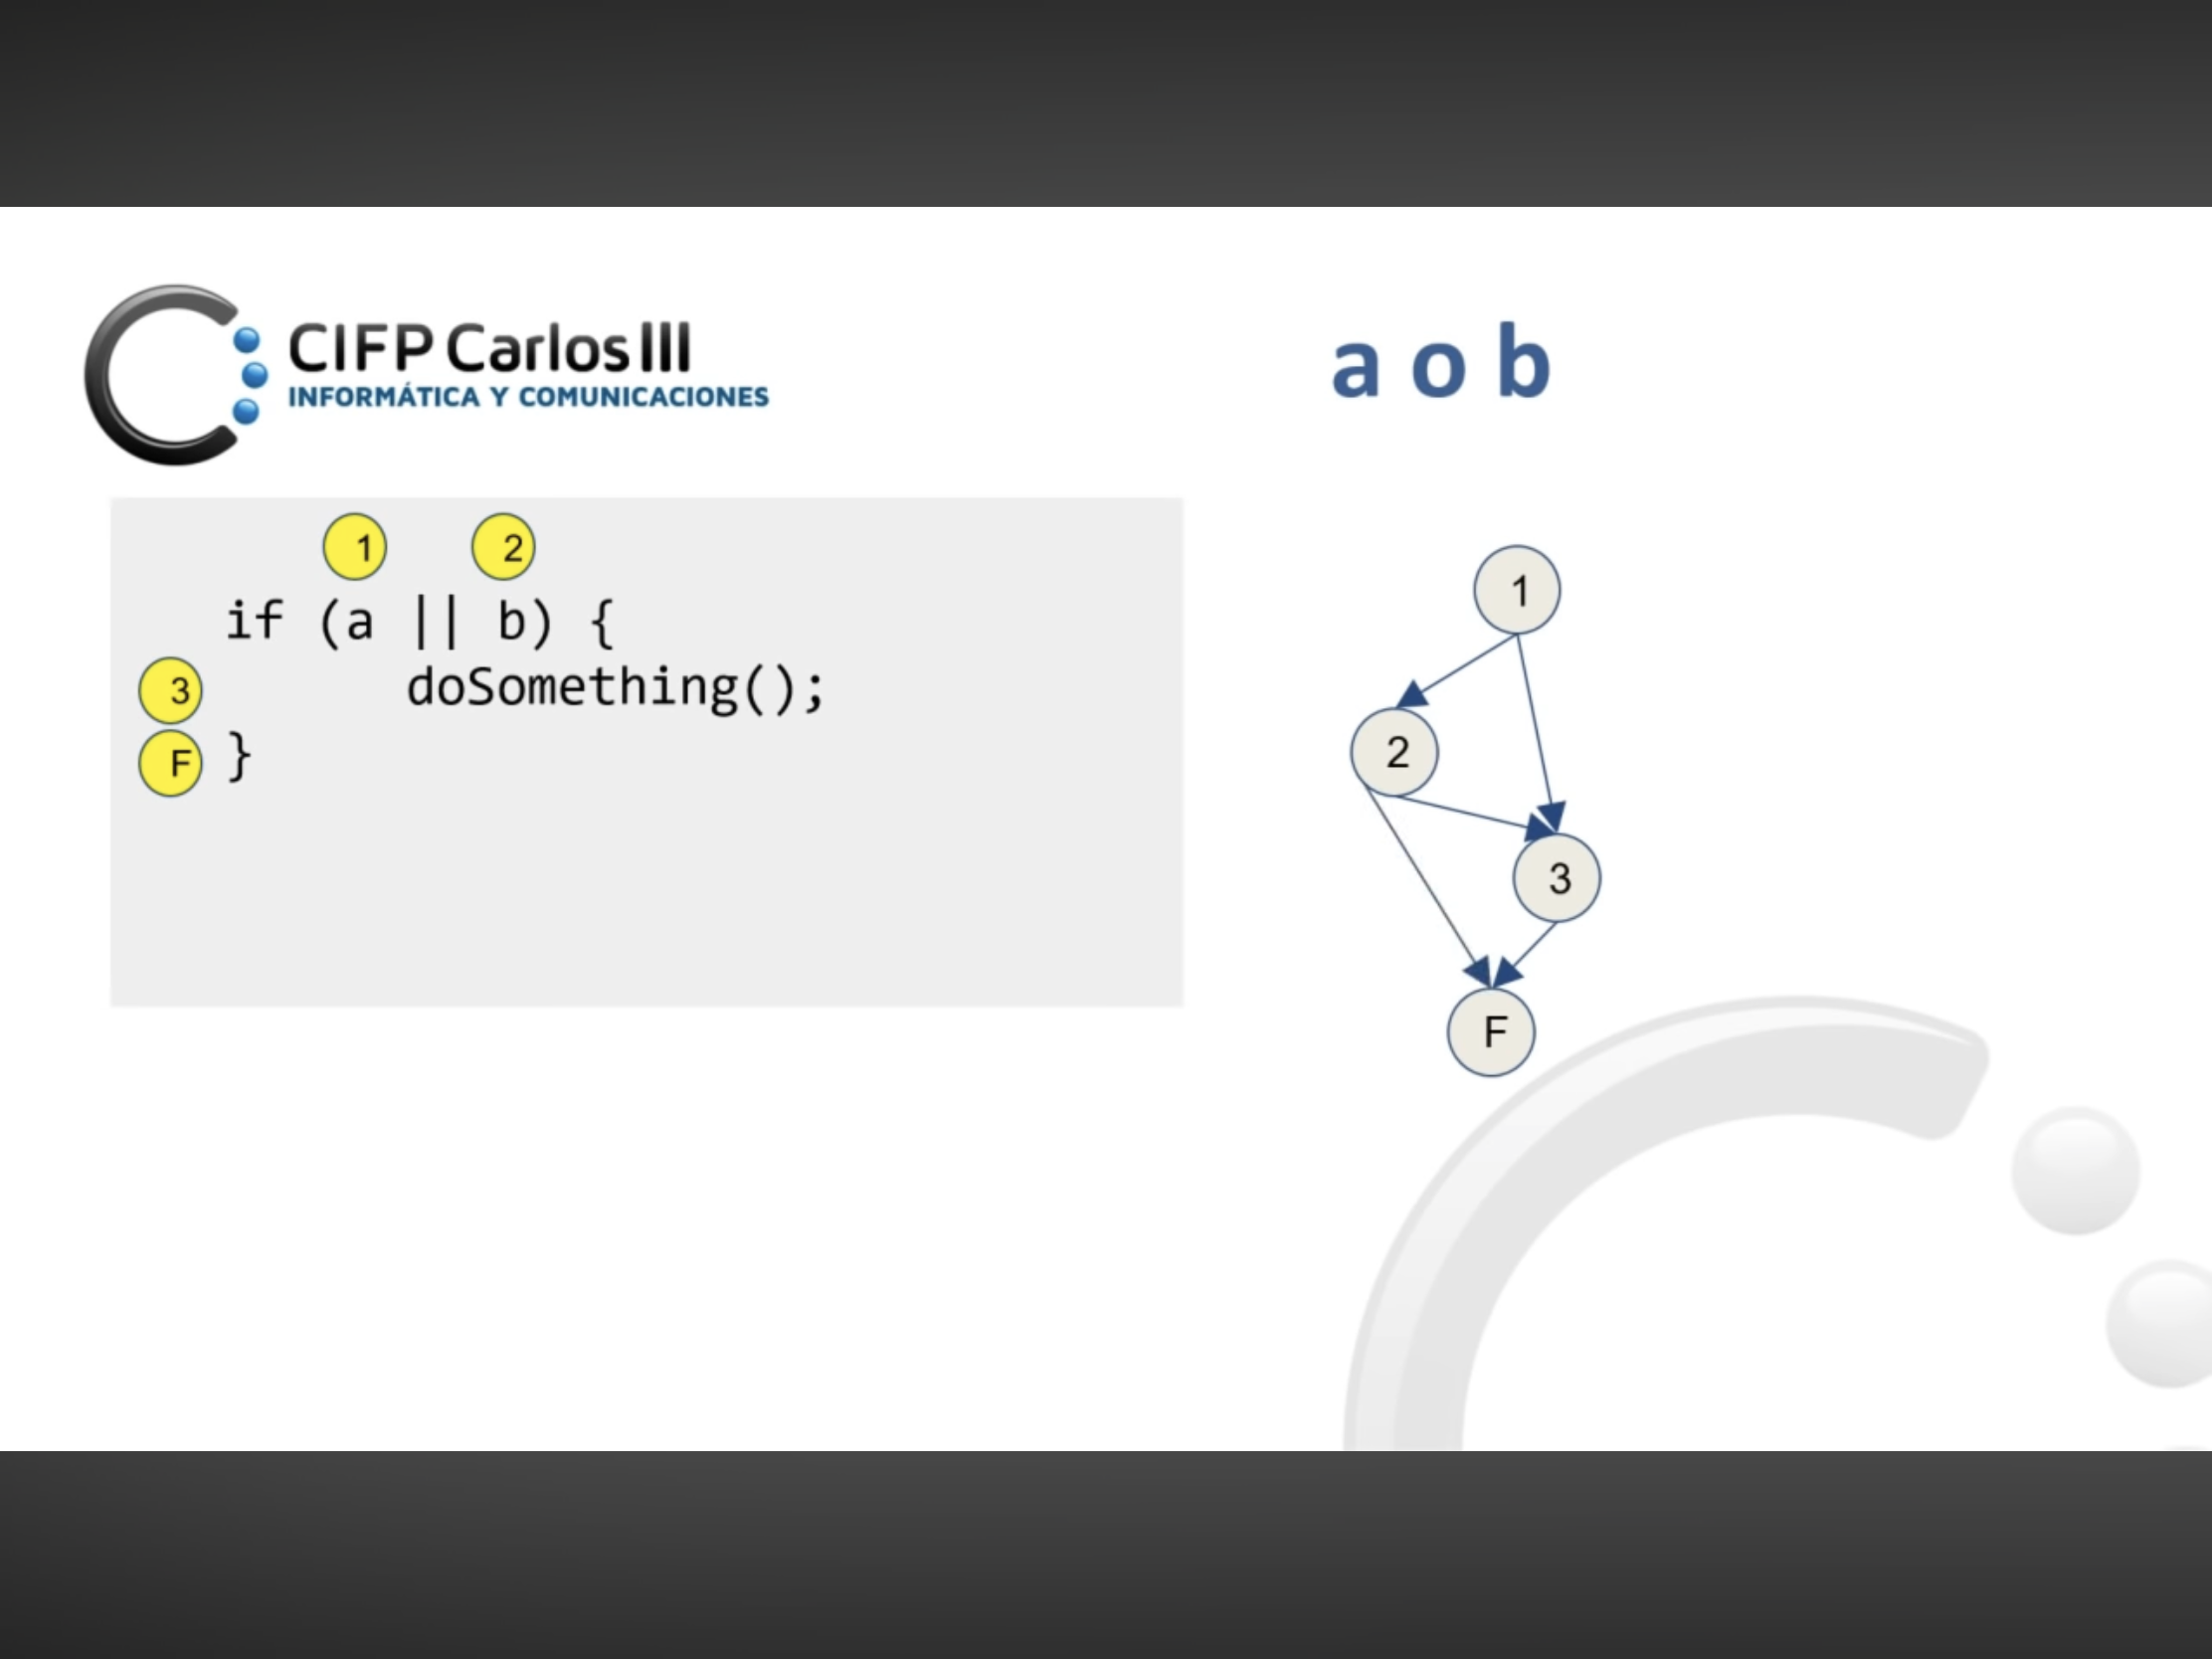 CIFP Carlos III
INFORMÁTICA Y COMUNICACIONES
a o b
1 2
if (a || b) {
3 doSomething();
F }
1
2
3
F